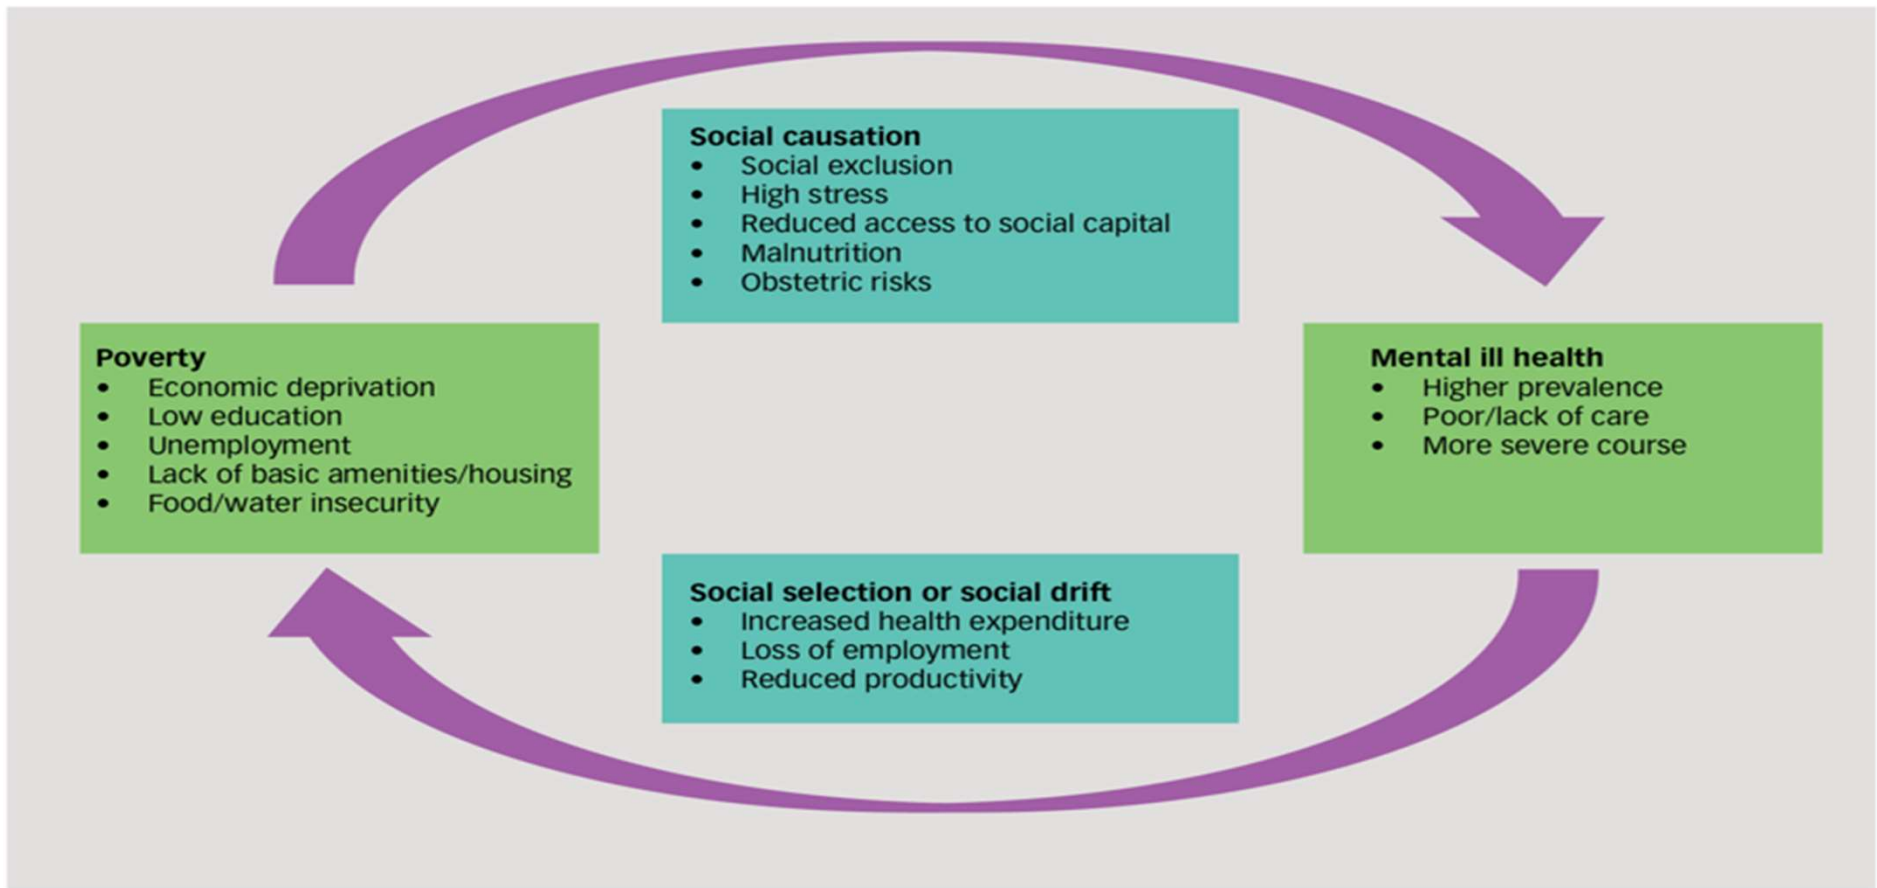 Social causation
• Social exclusion
• High stress
• Reduced access to social capital
• Malnutrition
• Obstetric risks
Poverty
• Economic deprivation
• Low education
• Unemployment
• Lack of basic amenities/housing
• Food/water insecurity
Mental ill health
• Higher prevalence
• Poor/lack of care
• More severe course
Social selection or social drift
• Increased health expenditure
• Loss of employment
• Reduced productivity